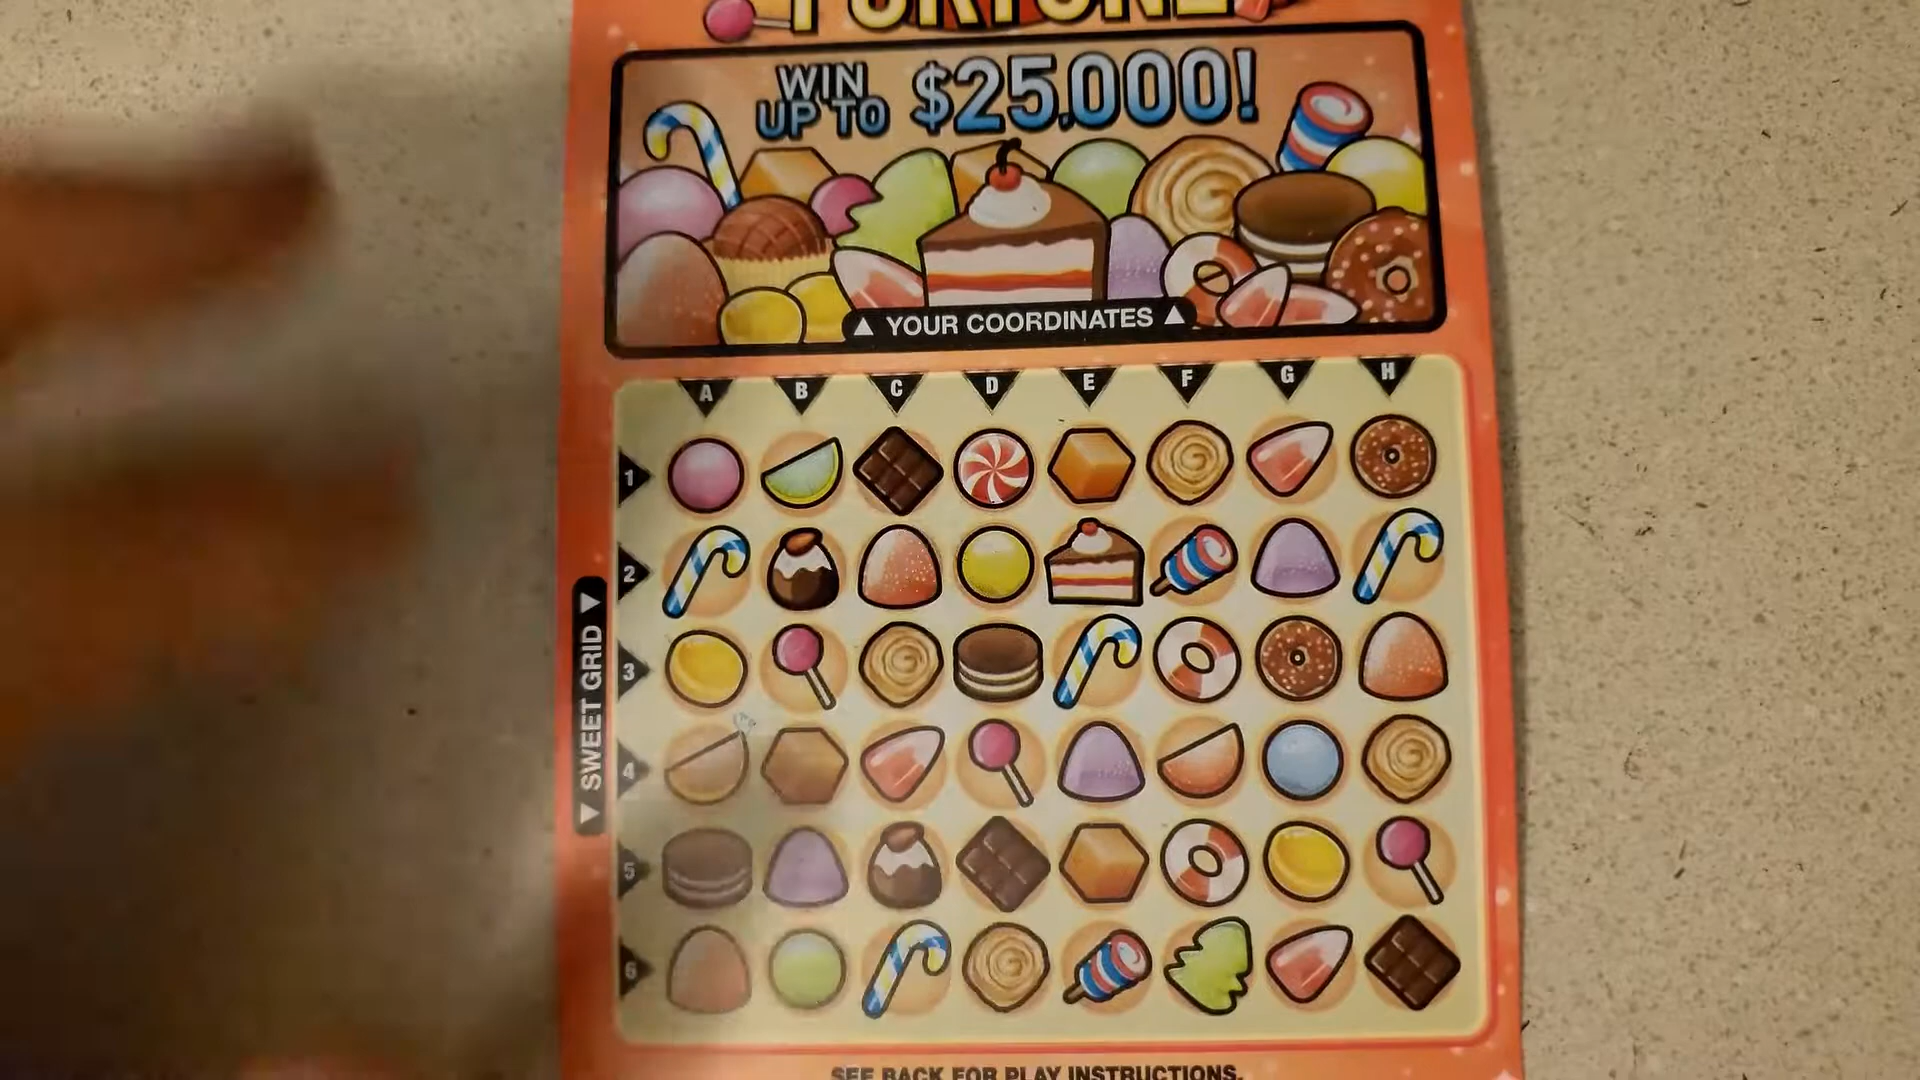 FORTUNE
WIN
UP TO $25,000!
▲ YOUR COORDINATES ▲
A B C D E F G H
1
2
3
4
5
6
▼ SWEET GRID ▼
SEE BACK FOR PLAY INSTRUCTIONS.